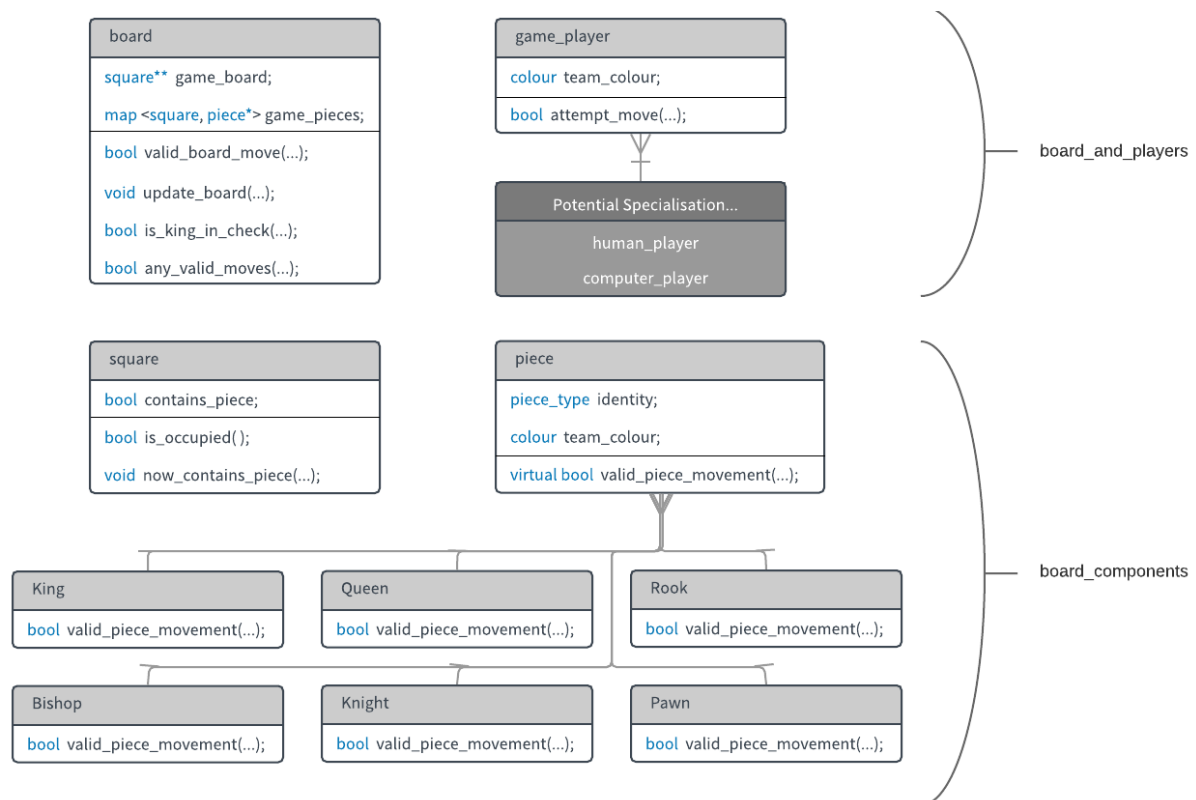 board
square** game_board;
map <square, piece*> game_pieces;
bool valid_board_move(...);
void update_board(...);
bool is_king_in_check(...);
bool any_valid_moves(...);
game_player
colour team_colour;
bool attempt_move(...);
Potential Specialisation...
human_player
computer_player
board_and_players
square
bool contains_piece;
bool is_occupied( );
void now_contains_piece(...);
piece
piece_type identity;
colour team_colour;
virtual bool valid_piece_movement(...);
King
bool valid_piece_movement(...);
Queen
bool valid_piece_movement(...);
Rook
bool valid_piece_movement(...);
Bishop
bool valid_piece_movement(...);
Knight
bool valid_piece_movement(...);
Pawn
bool valid_piece_movement(...);
board_components